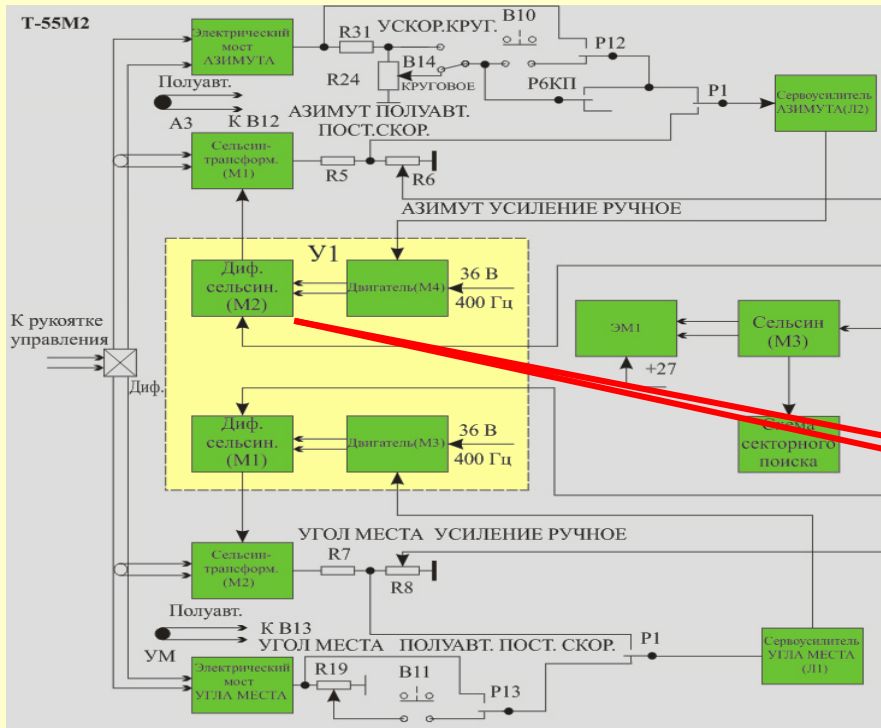 Т-55М2
Электрический
мост
АЗИМУТА
R31
УСКОР.КРУГ.
В10
Р12
R24
В14
КРУГОВОЕ
Р6КП
Р1
Сервоусилитель
АЗИМУТА(Л2)
Полуавт.
АЗ
К В12
АЗИМУТ ПОЛУАВТ.
ПОСТ.СКОР.
Сельсин-
трансформ.
(М1)
R5
R6
АЗИМУТ УСИЛЕНИЕ РУЧНОЕ
У1
Диф.
сельсин.
(М2)
Двигатель(М4)
36 В
400 Гц
ЭМ1
Сельсин
(М3)
+27
К рукоятке
управления
Диф.
Диф.
сельсин.
(М1)
Двигатель(М3)
36 В
400 Гц
Схема
секторного
поиска
УГОЛ МЕСТА УСИЛЕНИЕ РУЧНОЕ
Сельсин-
трансформ.
(М2)
R7
R8
Полуавт.
УМ
К В13
УГОЛ МЕСТА ПОЛУАВТ. ПОСТ. СКОР.
Р1
Сервоусилитель
УГЛА МЕСТА
(Л1)
Электрический
мост
УГЛА МЕСТА
R19
В11
Р13